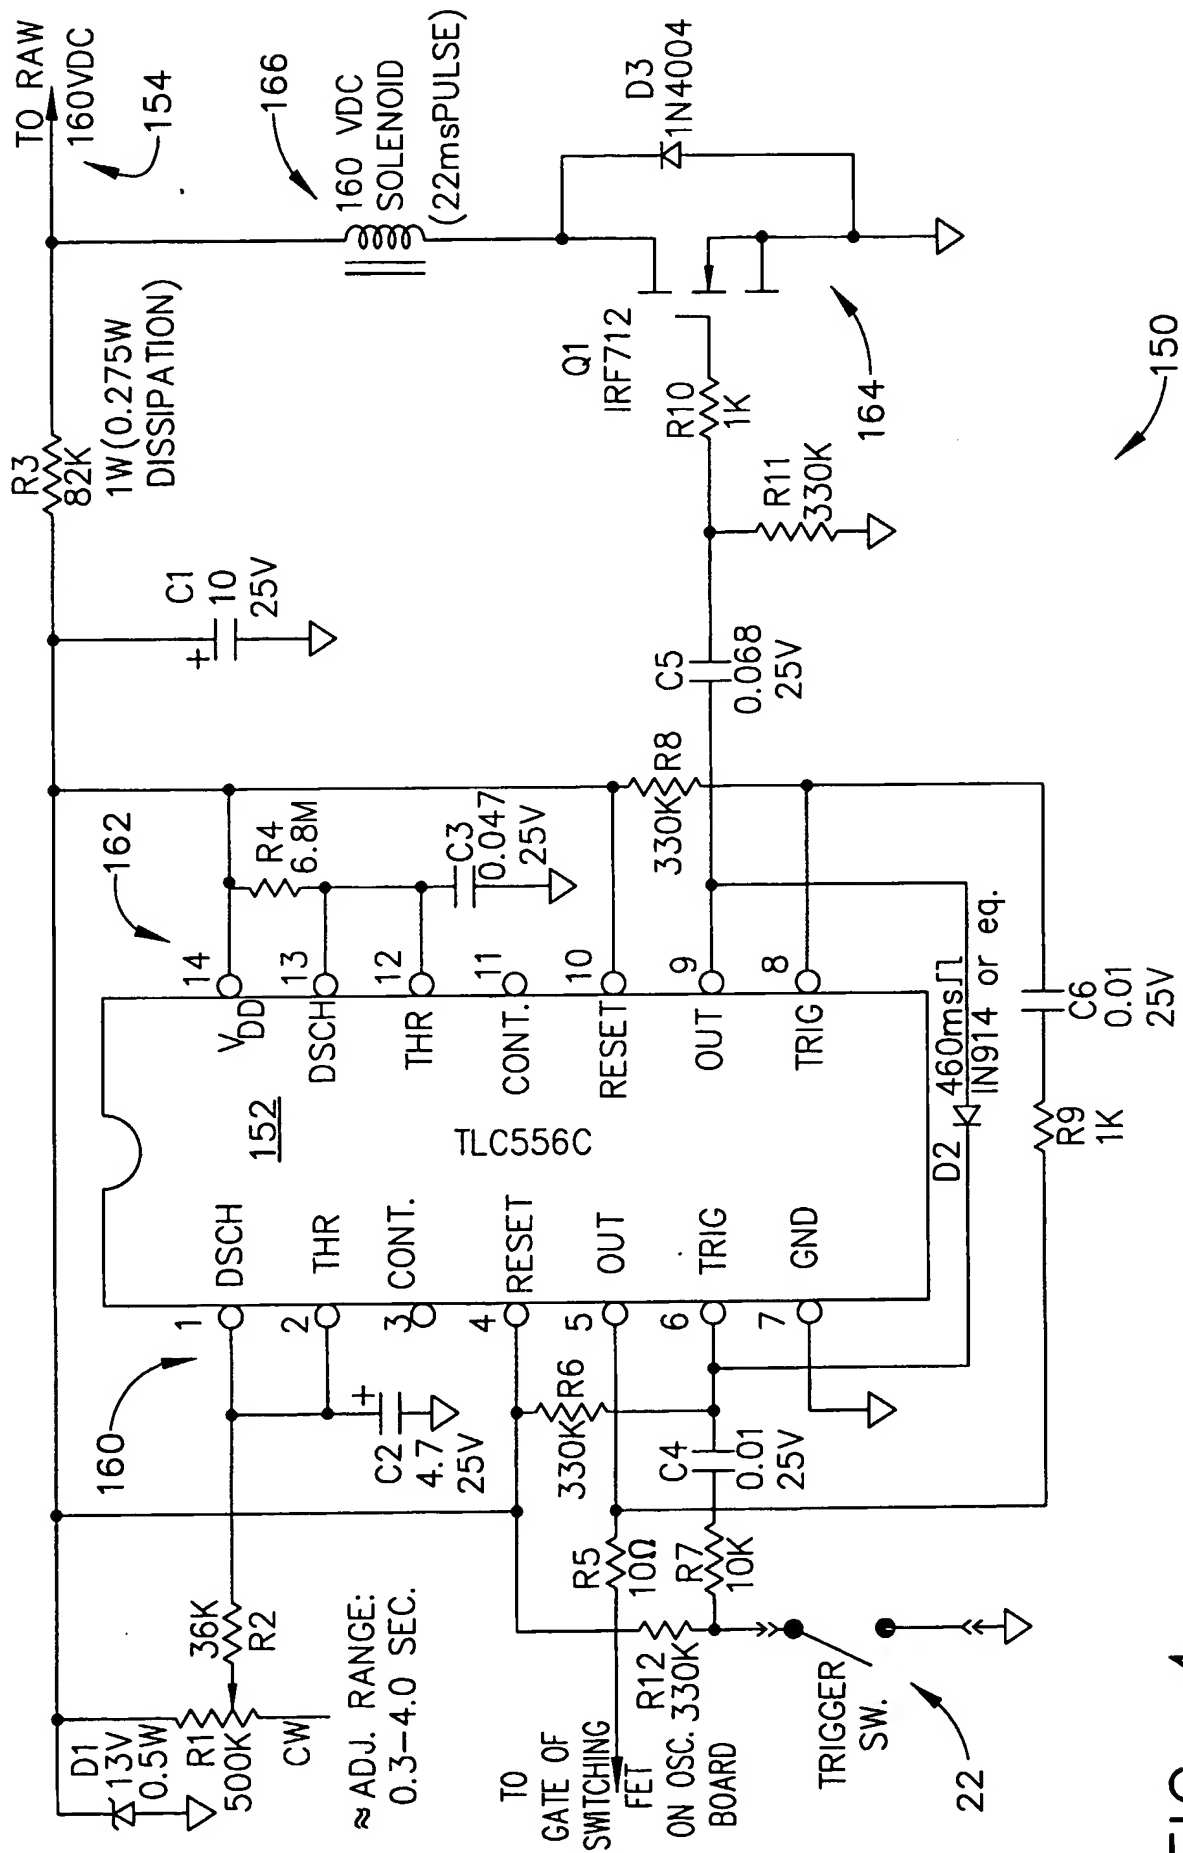 TO RAW
160VDC
154
166
160 VDC
SOLENOID
(22msPULSE)
D3
1N4004
R3
82K
1W(0.275W
DISSIPATION)
C1
10
25V
+
Q1
IRF712
R10
1K
164
R11
330K
150
C5
0.068
25V
R8
330K
162
R4
6.8M
C3
0.047
25V
14
13
12
11
10
9
8
VDD
DSCH
THR
CONT.
RESET
OUT
TRIG
152
TLC556C
DSCH
THR
CONT.
RESET
OUT
TRIG
GND
1
2
3
4
5
6
7
460ms
IN914 or eq.
D2
C6
0.01
25V
R9
1K
160
+
C2
4.7
25V
R6
330K
C4
0.01
25V
R5
10Ω
R7
10K
36K
R2
D1
13V
0.5W
R1
500K
CW
≈ ADJ. RANGE:
0.3-4.0 SEC.
R12
330K
TO
GATE OF
SWITCHING
FET
ON OSC.
BOARD
TRIGGER
SW.
22